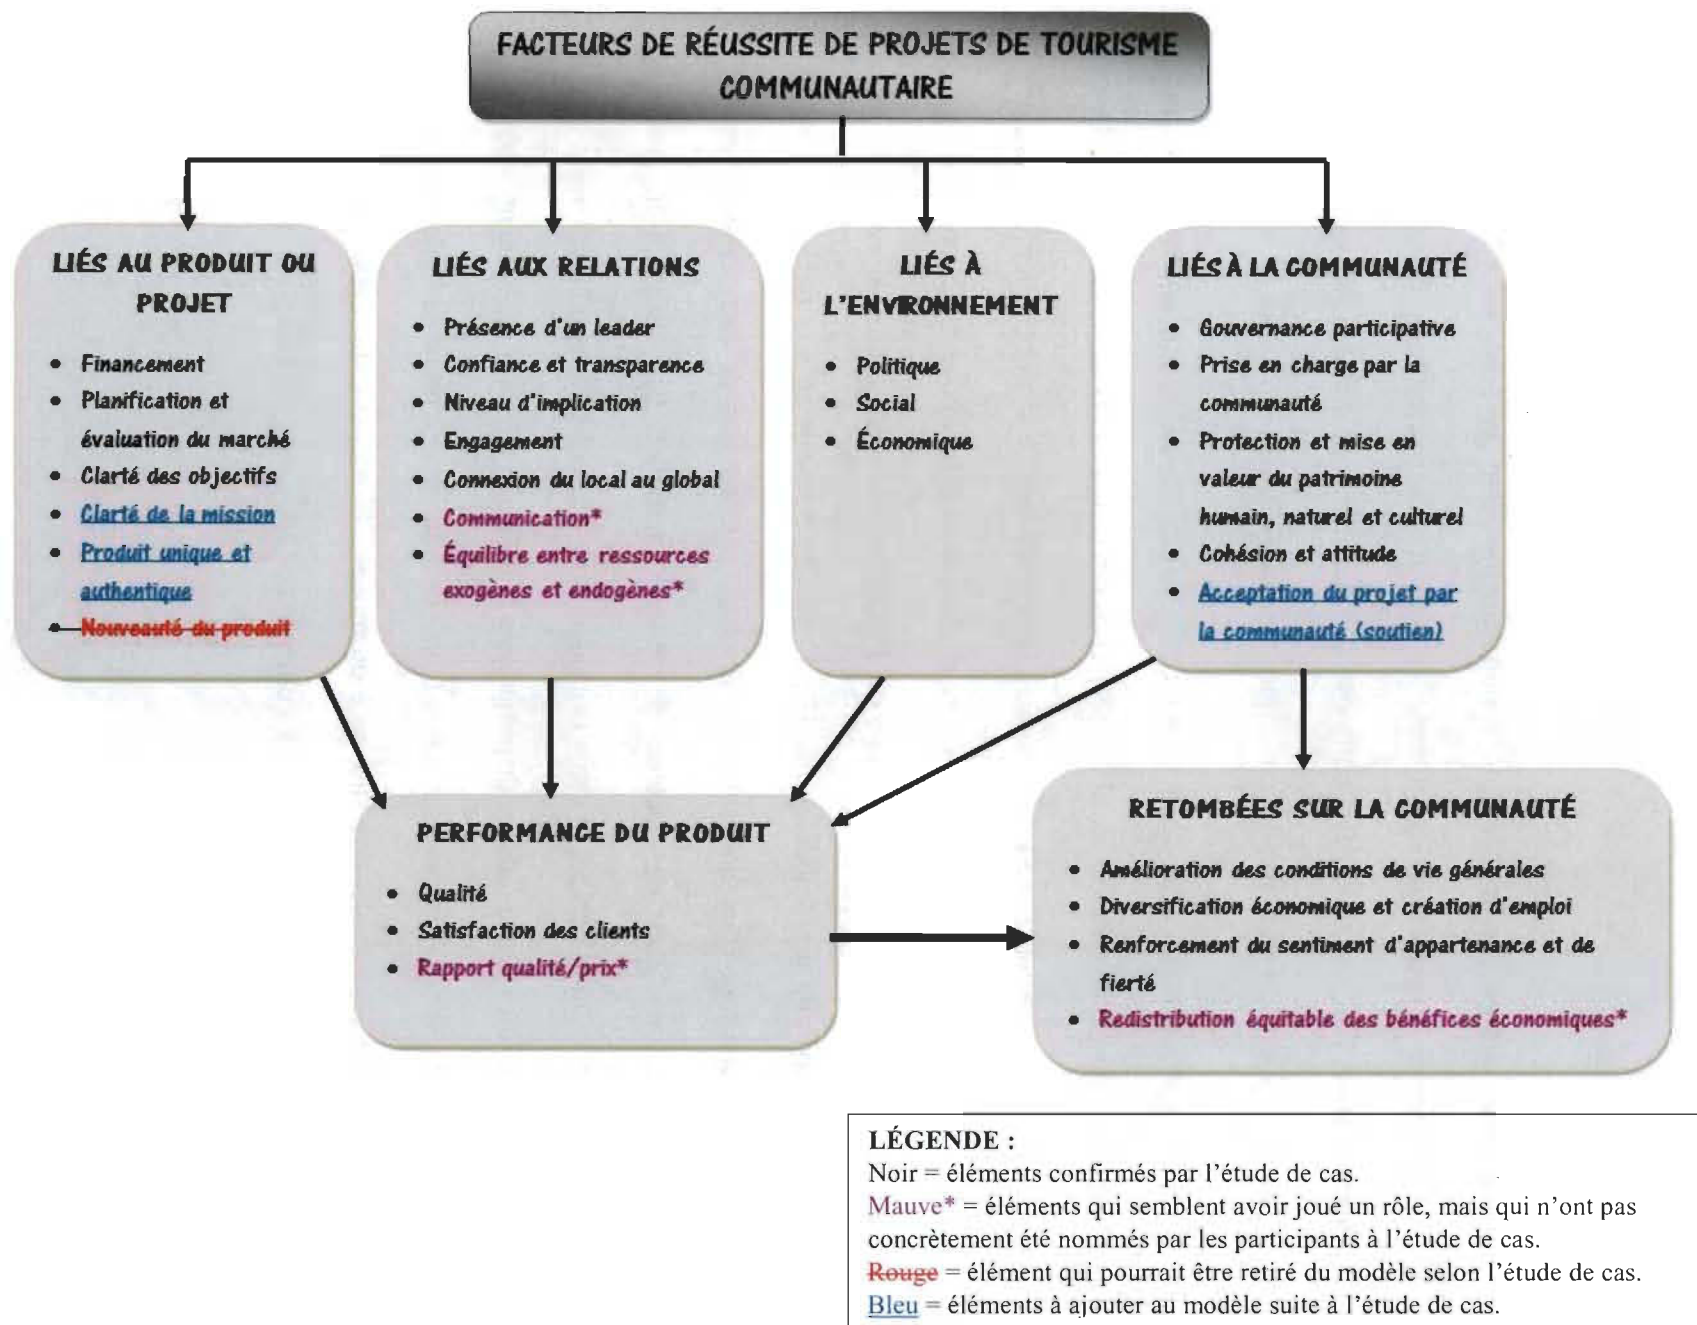 FACTEURS DE RÉUSSITE DE PROJETS DE TOURISME
COMMUNAUTAIRE
LIÉS AU PRODUIT OU
PROJET
• Financement
• Planification et
évaluation du marché
• Clarté des objectifs
• Clarté de la mission
• Produit unique et
authentique
• Nouveauté du produit
LIÉS AUX RELATIONS
• Présence d'un leader
• Confiance et transparence
• Niveau d'implication
• Engagement
• Connexion du local au global
• Communication*
• Équilibre entre ressources
exogènes et endogènes*
LIÉS À
L'ENVIRONNEMENT
• Politique
• Social
• Économique
LIÉS À LA COMMUNAUTÉ
• Gouvernance participative
• Prise en charge par la
communauté
• Protection et mise en
valeur du patrimoine
humain, naturel et culturel
• Cohésion et attitude
• Acceptation du projet par
la communauté (soutien)
PERFORMANCE DU PRODUIT
• Qualité
• Satisfaction des clients
• Rapport qualité/prix*
RETOMBÉES SUR LA COMMUNAUTÉ
• Amélioration des conditions de vie générales
• Diversification économique et création d'emploi
• Renforcement du sentiment d'appartenance et de
fierté
• Redistribution équitable des bénéfices économiques*
LÉGENDE :
Noir = éléments confirmés par l'étude de cas.
Mauve* = éléments qui semblent avoir joué un rôle, mais qui n'ont pas
concrètement été nommés par les participants à l'étude de cas.
Rouge = élément qui pourrait être retiré du modèle selon l'étude de cas.
Bleu = éléments à ajouter au modèle suite à l'étude de cas.